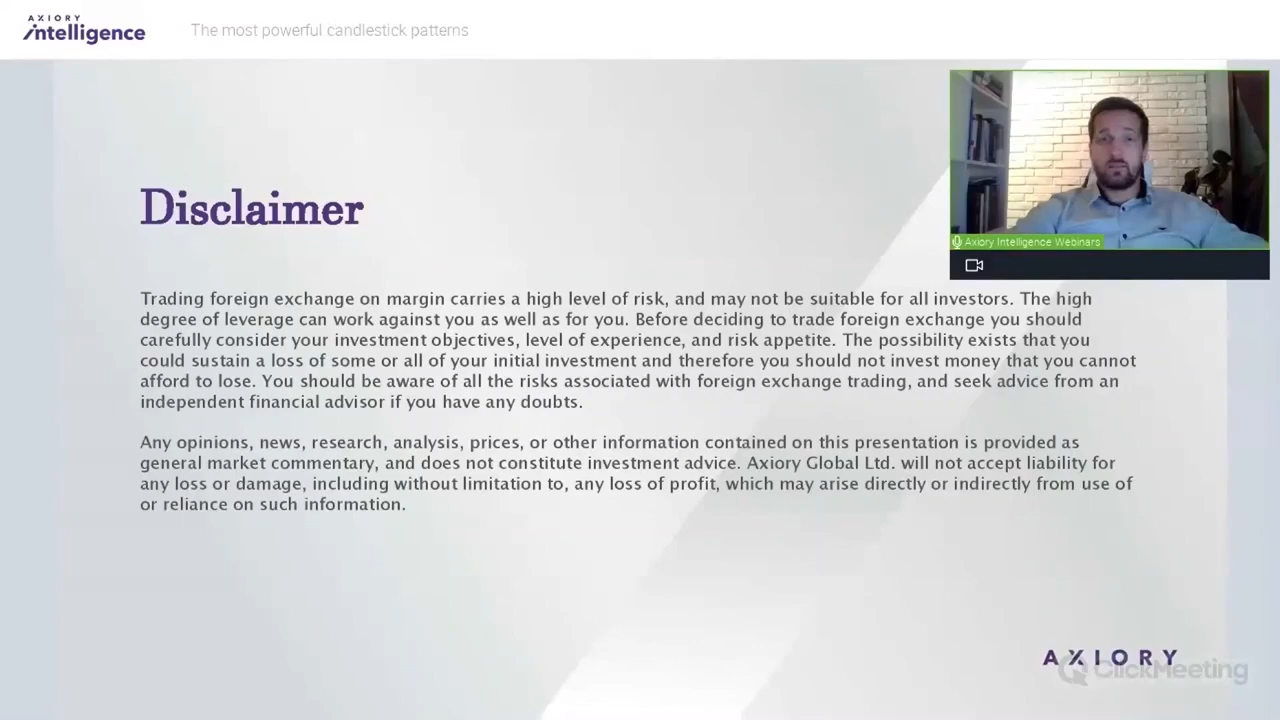 AXIORY
intelligence
The most powerful candlestick patterns
Axiory Intelligence Webinars
Disclaimer
Trading foreign exchange on margin carries a high level of risk, and may not be suitable for all investors. The high
degree of leverage can work against you as well as for you. Before deciding to trade foreign exchange you should
carefully consider your investment objectives, level of experience, and risk appetite. The possibility exists that you
could sustain a loss of some or all of your initial investment and therefore you should not invest money that you cannot
afford to lose. You should be aware of all the risks associated with foreign exchange trading, and seek advice from an
independent financial advisor if you have any doubts.
Any opinions, news, research, analysis, prices, or other information contained on this presentation is provided as
general market commentary, and does not constitute investment advice. Axiory Global Ltd. will not accept liability for
any loss or damage, including without limitation to, any loss of profit, which may arise directly or indirectly from use of
or reliance on such information.
AXIORY
ClickMeeting